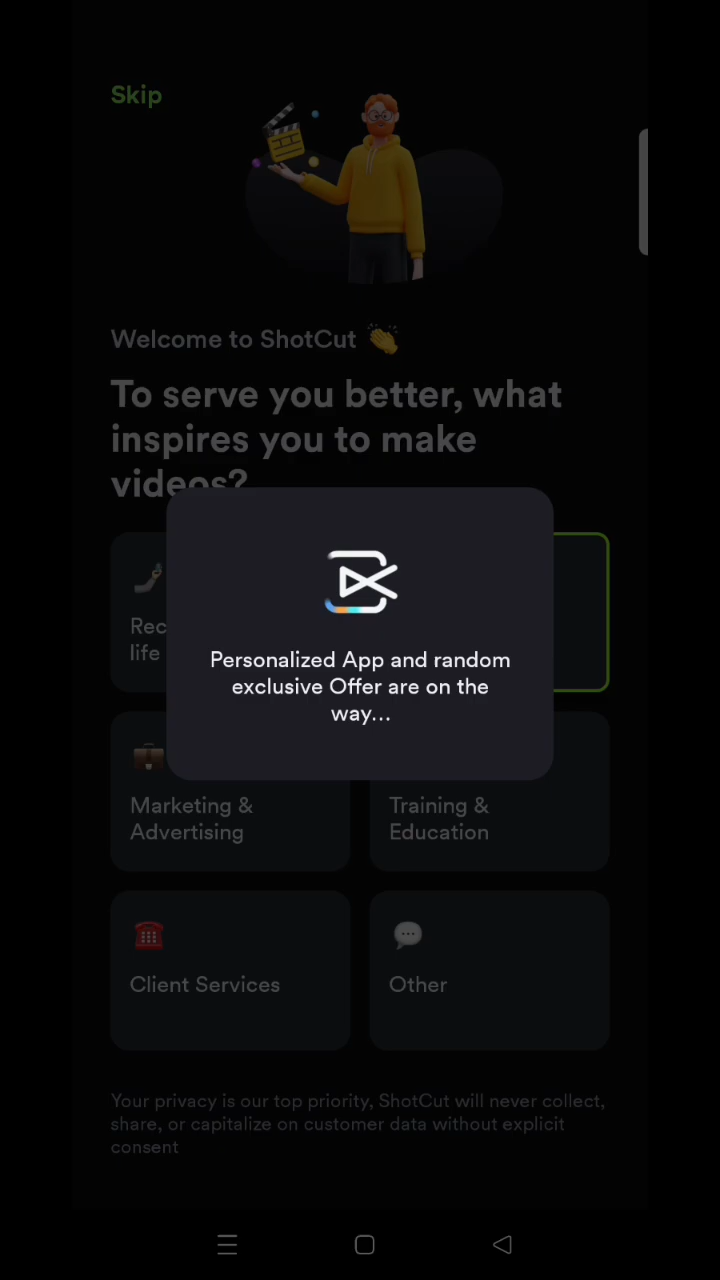 Skip
Welcome to ShotCut 👏
To serve you better, what
inspires you to make
videos?
Rec
life
Personalized App and random
exclusive Offer are on the
way...
Marketing &
Advertising
Training &
Education
Client Services
Other
Your privacy is our top priority, ShotCut will never collect,
share, or capitalize on customer data without explicit
consent